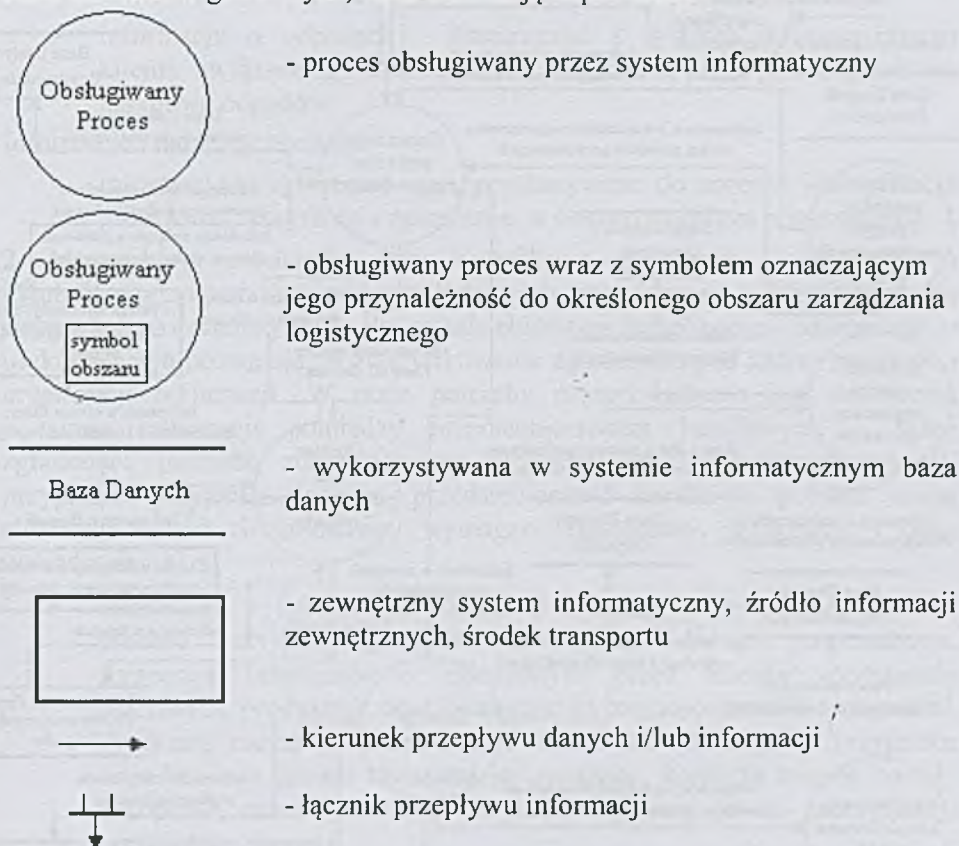 Obsługiwany
Proces
- proces obsługiwany przez system informatyczny
Obsługiwany
Proces
symbol
obszaru
- obsługiwany proces wraz z symbolem oznaczającym
jego przynależność do określonego obszaru zarządzania
logistycznego
Baza Danych
- wykorzystywana w systemie informatycznym baza
danych
- zewnętrzny system informatyczny, źródło informacji
zewnętrznych, środek transportu
- kierunek przepływu danych i/lub informacji
- łącznik przepływu informacji